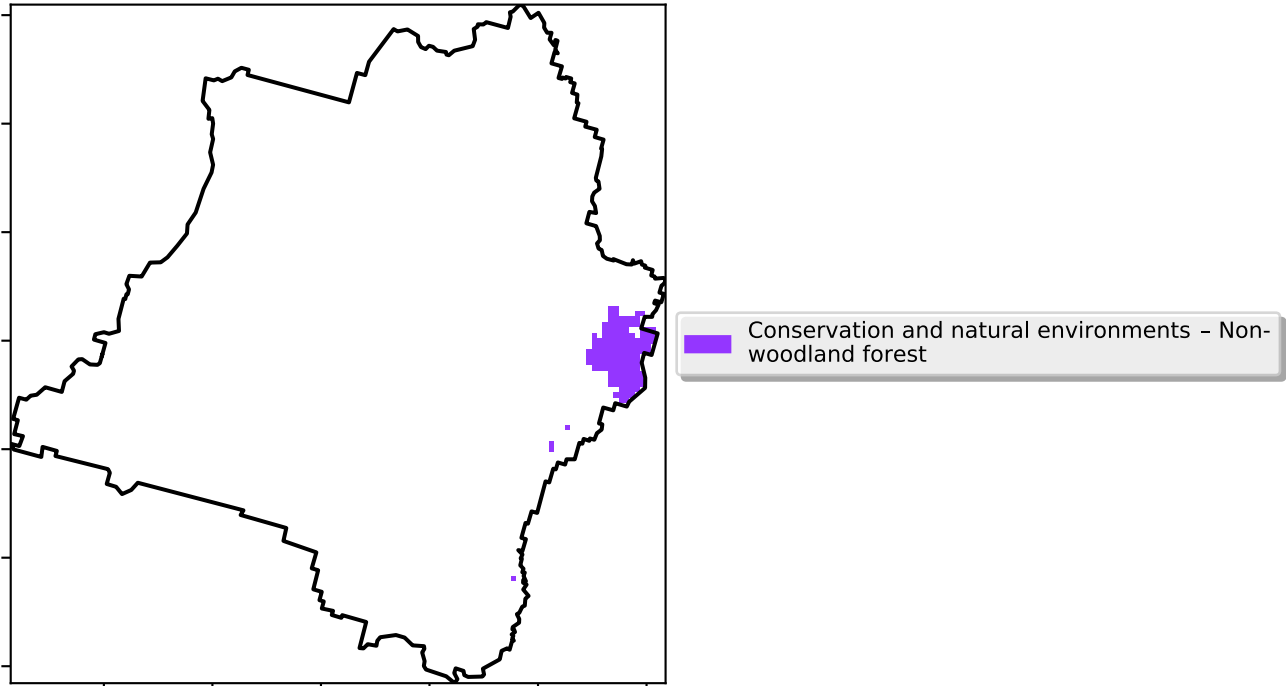 Conservation and natural environments – Non-
woodland forest